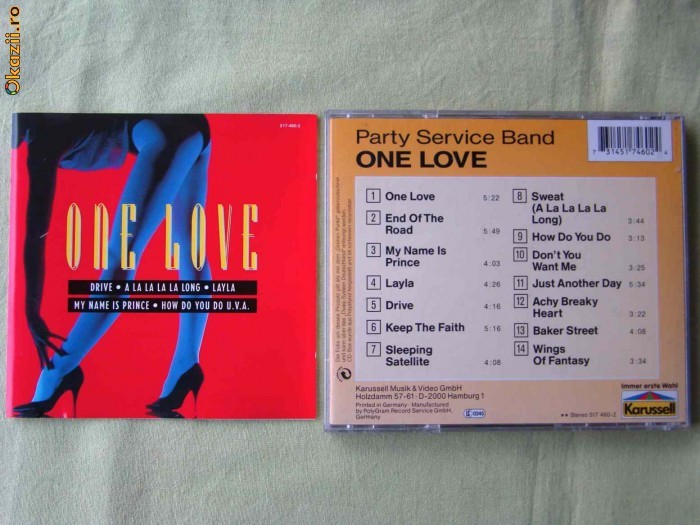 Okazii.ro
517 460-2
ONE LOVE
DRIVE • A LA LA LA LA LONG • LAYLA
MY NAME IS PRINCE • HOW DO YOU DO U.V.A.
Party Service Band
ONE LOVE
7 31451 74602 4
1 One Love 5:22
2 End Of The
Road 5:49
3 My Name Is
Prince 4:03
4 Layla 4:26
5 Drive 5:16
6 Keep The Faith 5:16
7 Sleeping
Satellite 4:08
8 Sweat
(A La La La La
Long) 3:44
9 How Do You Do 3:13
10 Don't You
Want Me 3:25
11 Just Another Day 5:34
12 Achy Breaky
Heart 3:22
13 Baker Street 4:08
14 Wings
Of Fantasy 3:34
Karussell Musik & Video GmbH
Holzdamm 57-61 · D-2000 Hamburg 1
Printed in Germany · Manufactured
by PolyGram Record Service GmbH,
Germany
Stereo 517 460-2
Immer erste Wahl
Karussell